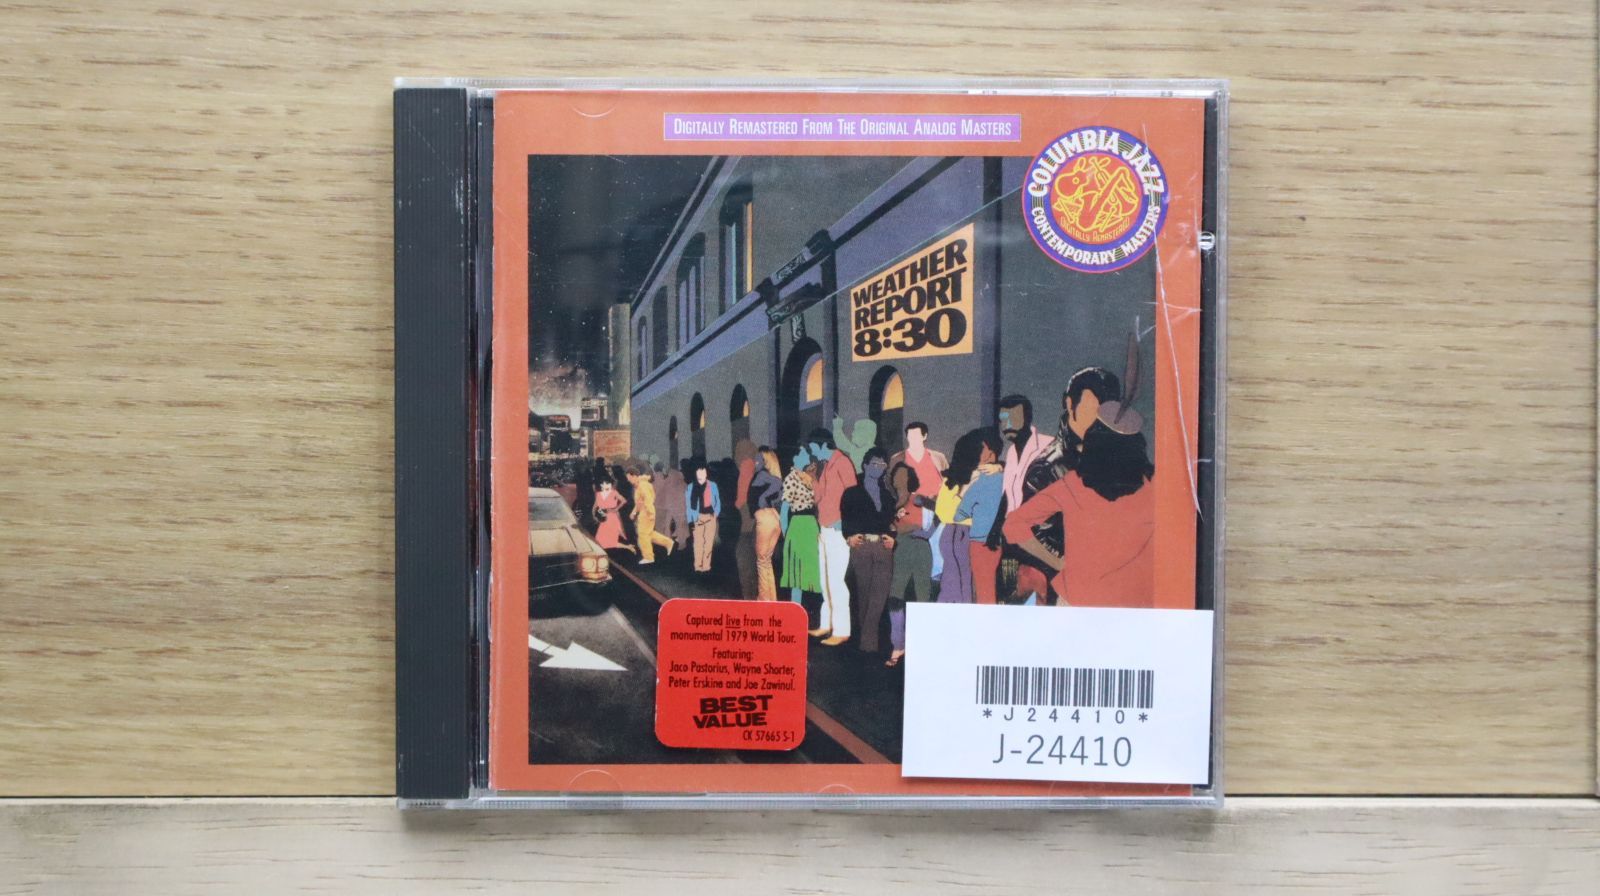 DIGITALLY REMASTERED FROM THE ORIGINAL ANALOG MASTERS
COLUMBIA JAZZ
DIGITALLY REMASTERED
CONTEMPORARY MASTERS
WEATHER
REPORT
8:30
Captured live from the
monumental 1979 World Tour.
Featuring:
Jaco Pastorius, Wayne Shorter,
Peter Erskine and Joe Zawinul.
BEST
VALUE
CK 57665 S-1
*J24410*
J-24410